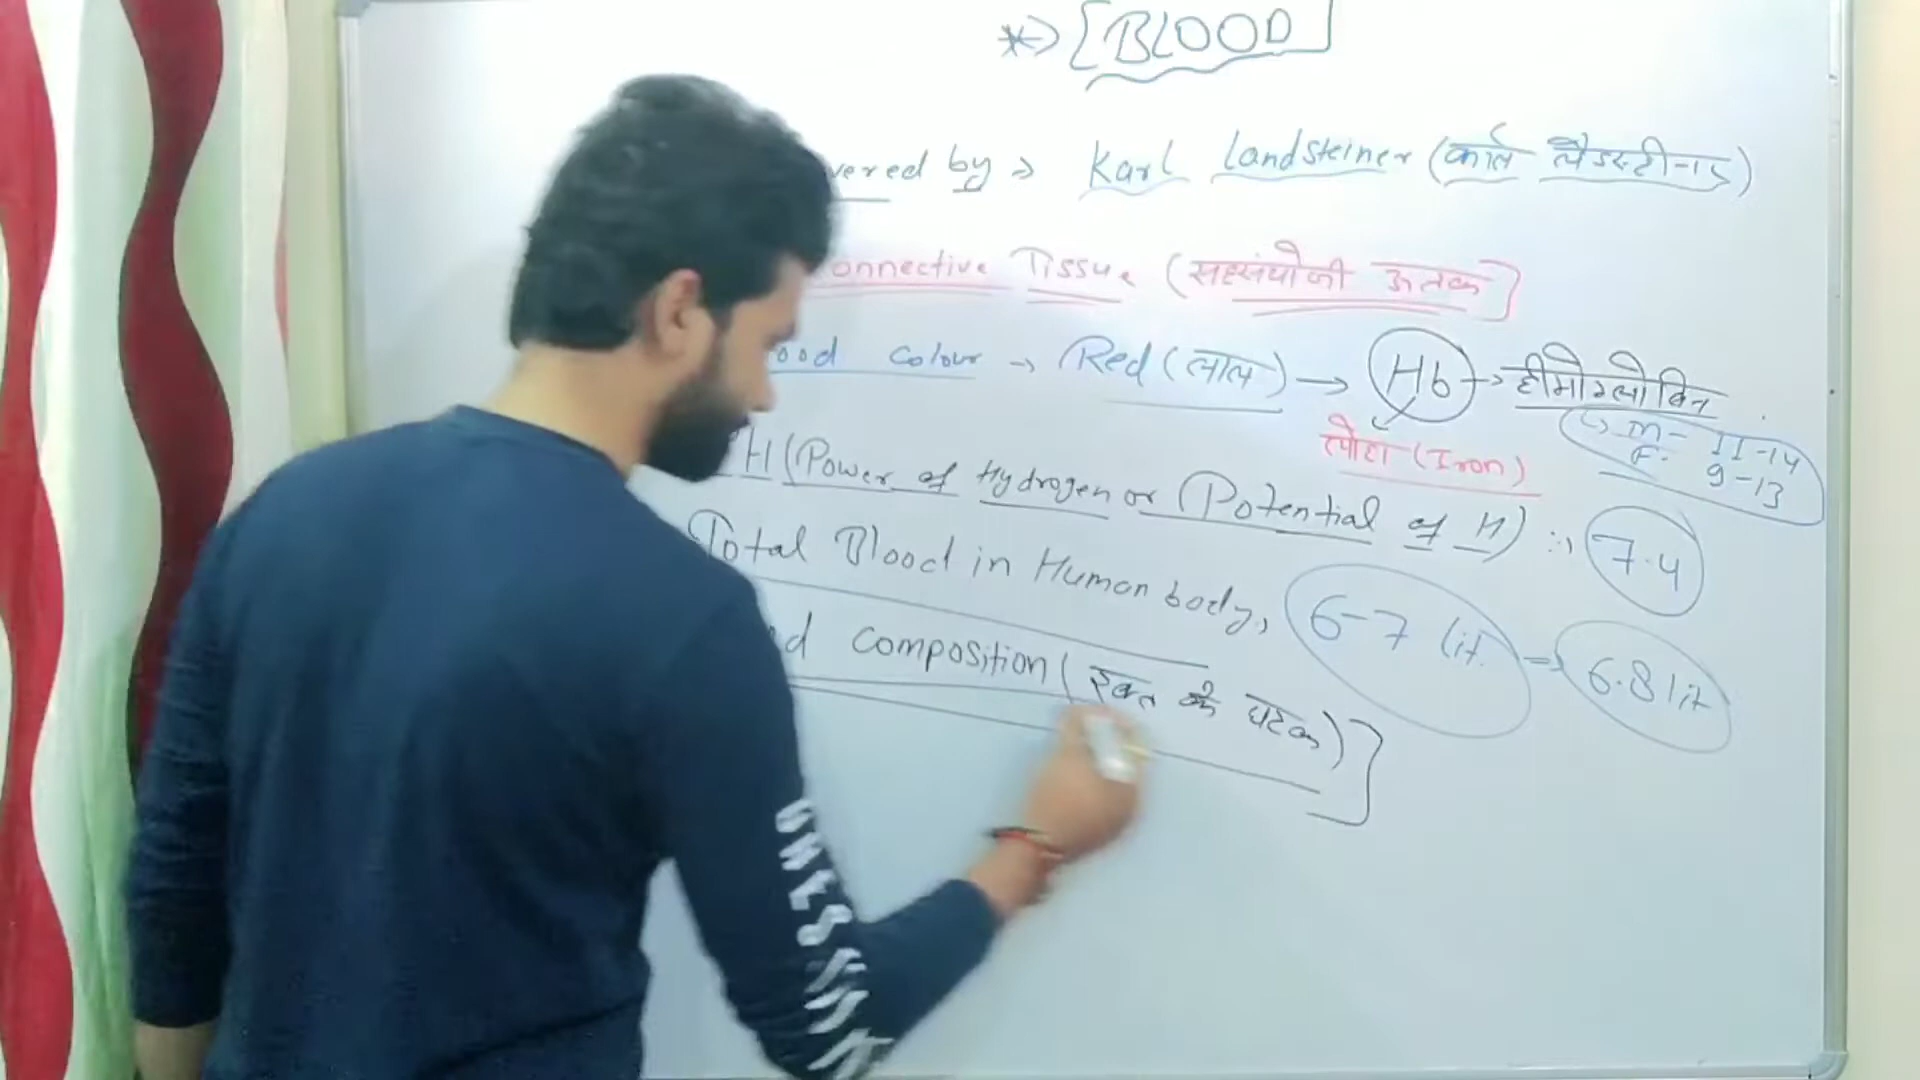 *→ [BLOOD]
vered by → Karl Landsteiner (कार्ल लैंडस्टी-15)
onnective Tissue (सहसंयोजी ऊतक)
ood colour → Red (लाल) → Hb → हीमोग्लोबिन
लोहा (Iron)
↳ m- 11-14
F- 9-13
H (Power of Hydrogen or (Potential of H) :→ 7.4
Total Blood in Human body, 6-7 lit. ⇒ 6.8 lit
d composition (रक्त के घटक)]